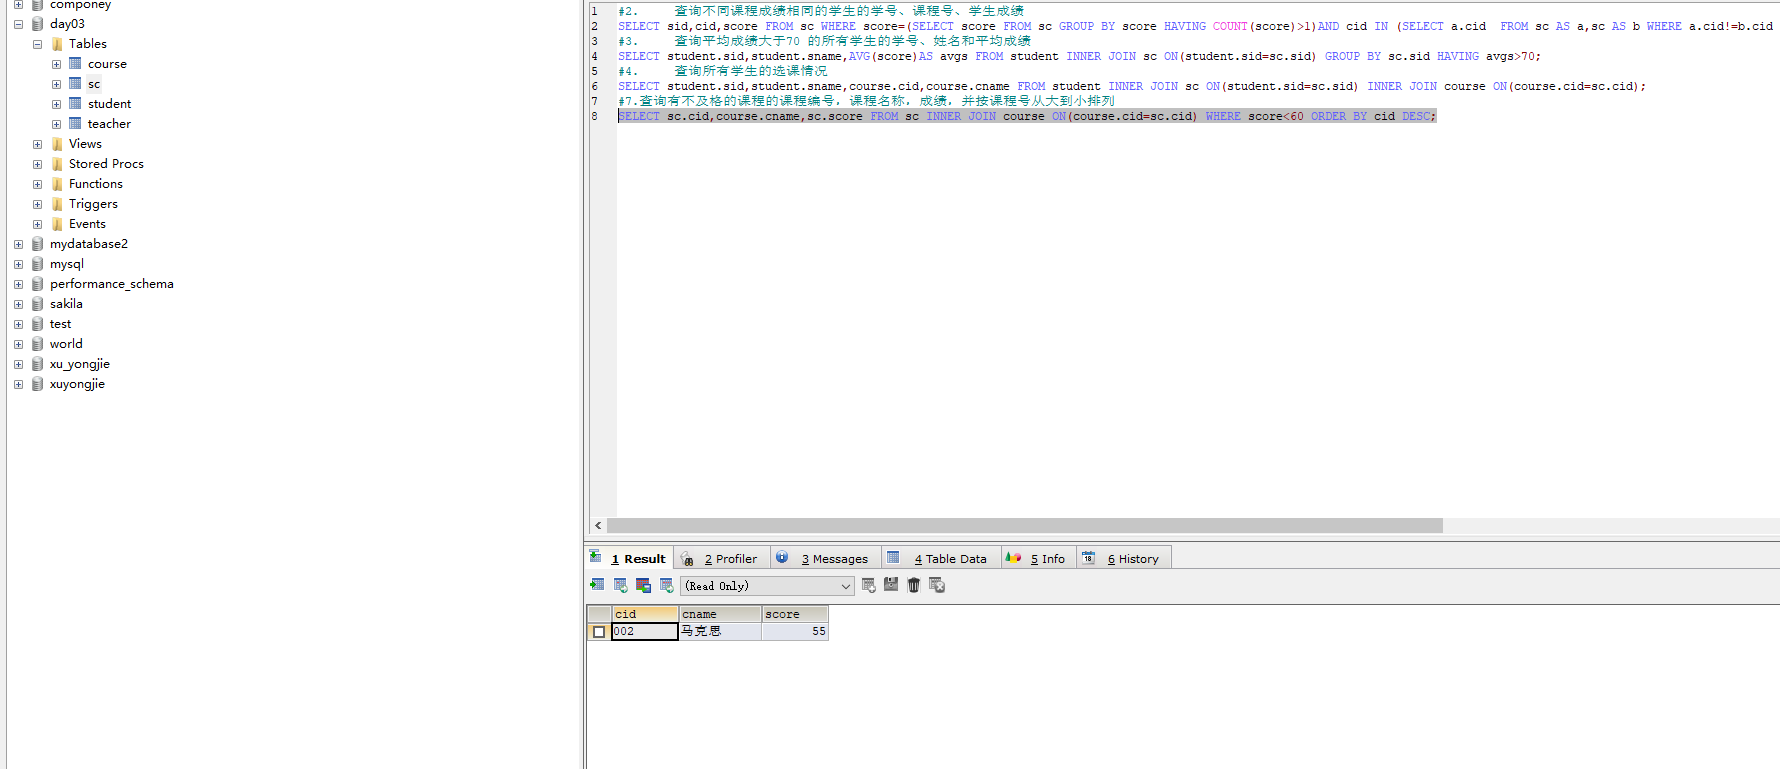 componey
day03
Tables
course
sc
student
teacher
Views
Stored Procs
Functions
Triggers
Events
mydatabase2
mysql
performance_schema
sakila
test
world
xu_yongjie
xuyongjie
1 #2. 查询不同课程成绩相同的学生的学号、课程号、学生成绩
2 SELECT sid,cid,score FROM sc WHERE score=(SELECT score FROM sc GROUP BY score HAVING COUNT(score)>1)AND cid IN (SELECT a.cid FROM sc AS a,sc AS b WHERE a.cid!=b.cid
3 #3. 查询平均成绩大于70 的所有学生的学号、姓名和平均成绩
4 SELECT student.sid,student.sname,AVG(score)AS avgs FROM student INNER JOIN sc ON(student.sid=sc.sid) GROUP BY sc.sid HAVING avgs>70;
5 #4. 查询所有学生的选课情况
6 SELECT student.sid,student.sname,course.cid,course.cname FROM student INNER JOIN sc ON(student.sid=sc.sid) INNER JOIN course ON(course.cid=sc.cid);
7 #7.查询有不及格的课程的课程编号，课程名称，成绩，并按课程号从大到小排列
8 SELECT sc.cid,course.cname,sc.score FROM sc INNER JOIN course ON(course.cid=sc.cid) WHERE score<60 ORDER BY cid DESC;
1 Result 2 Profiler 3 Messages 4 Table Data 5 Info 6 History
(Read Only)
cid cname score
002 马克思 55